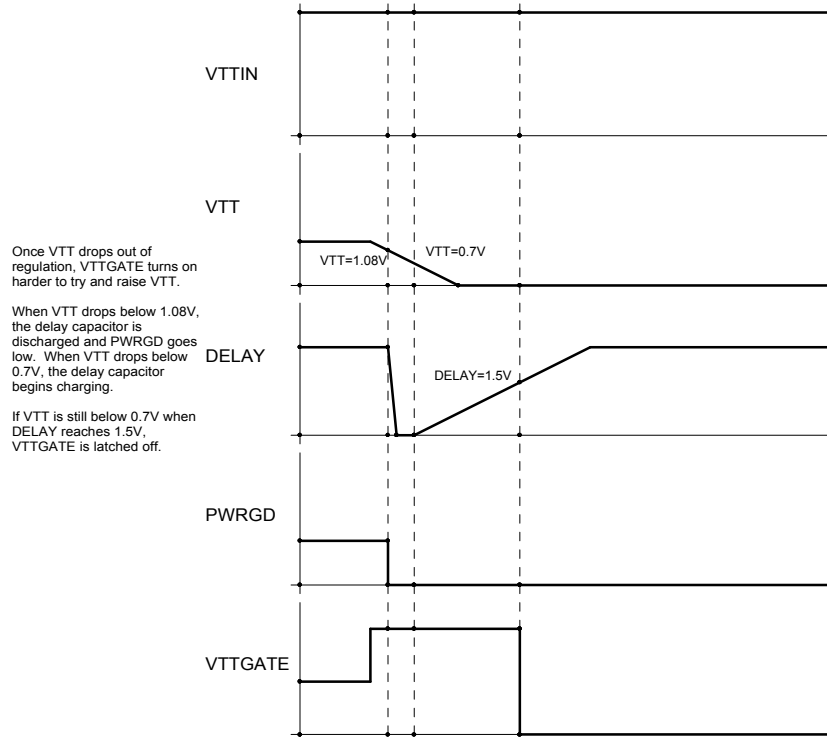 VTTIN
VTT
Once VTT drops out of
regulation, VTTGATE turns on
harder to try and raise VTT.
VTT=1.08V
VTT=0.7V
When VTT drops below 1.08V,
the delay capacitor is
discharged and PWRGD goes
low. When VTT drops below
0.7V, the delay capacitor
begins charging.
If VTT is still below 0.7V when
DELAY reaches 1.5V,
VTTGATE is latched off.
DELAY
DELAY=1.5V
PWRGD
VTTGATE